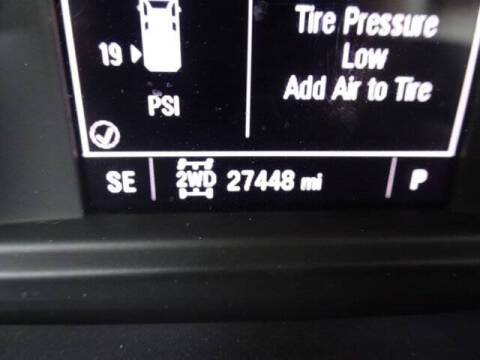 Tire Pressure
Low
Add Air to Tire
19
PSI
SE 2WD 27448 mi P